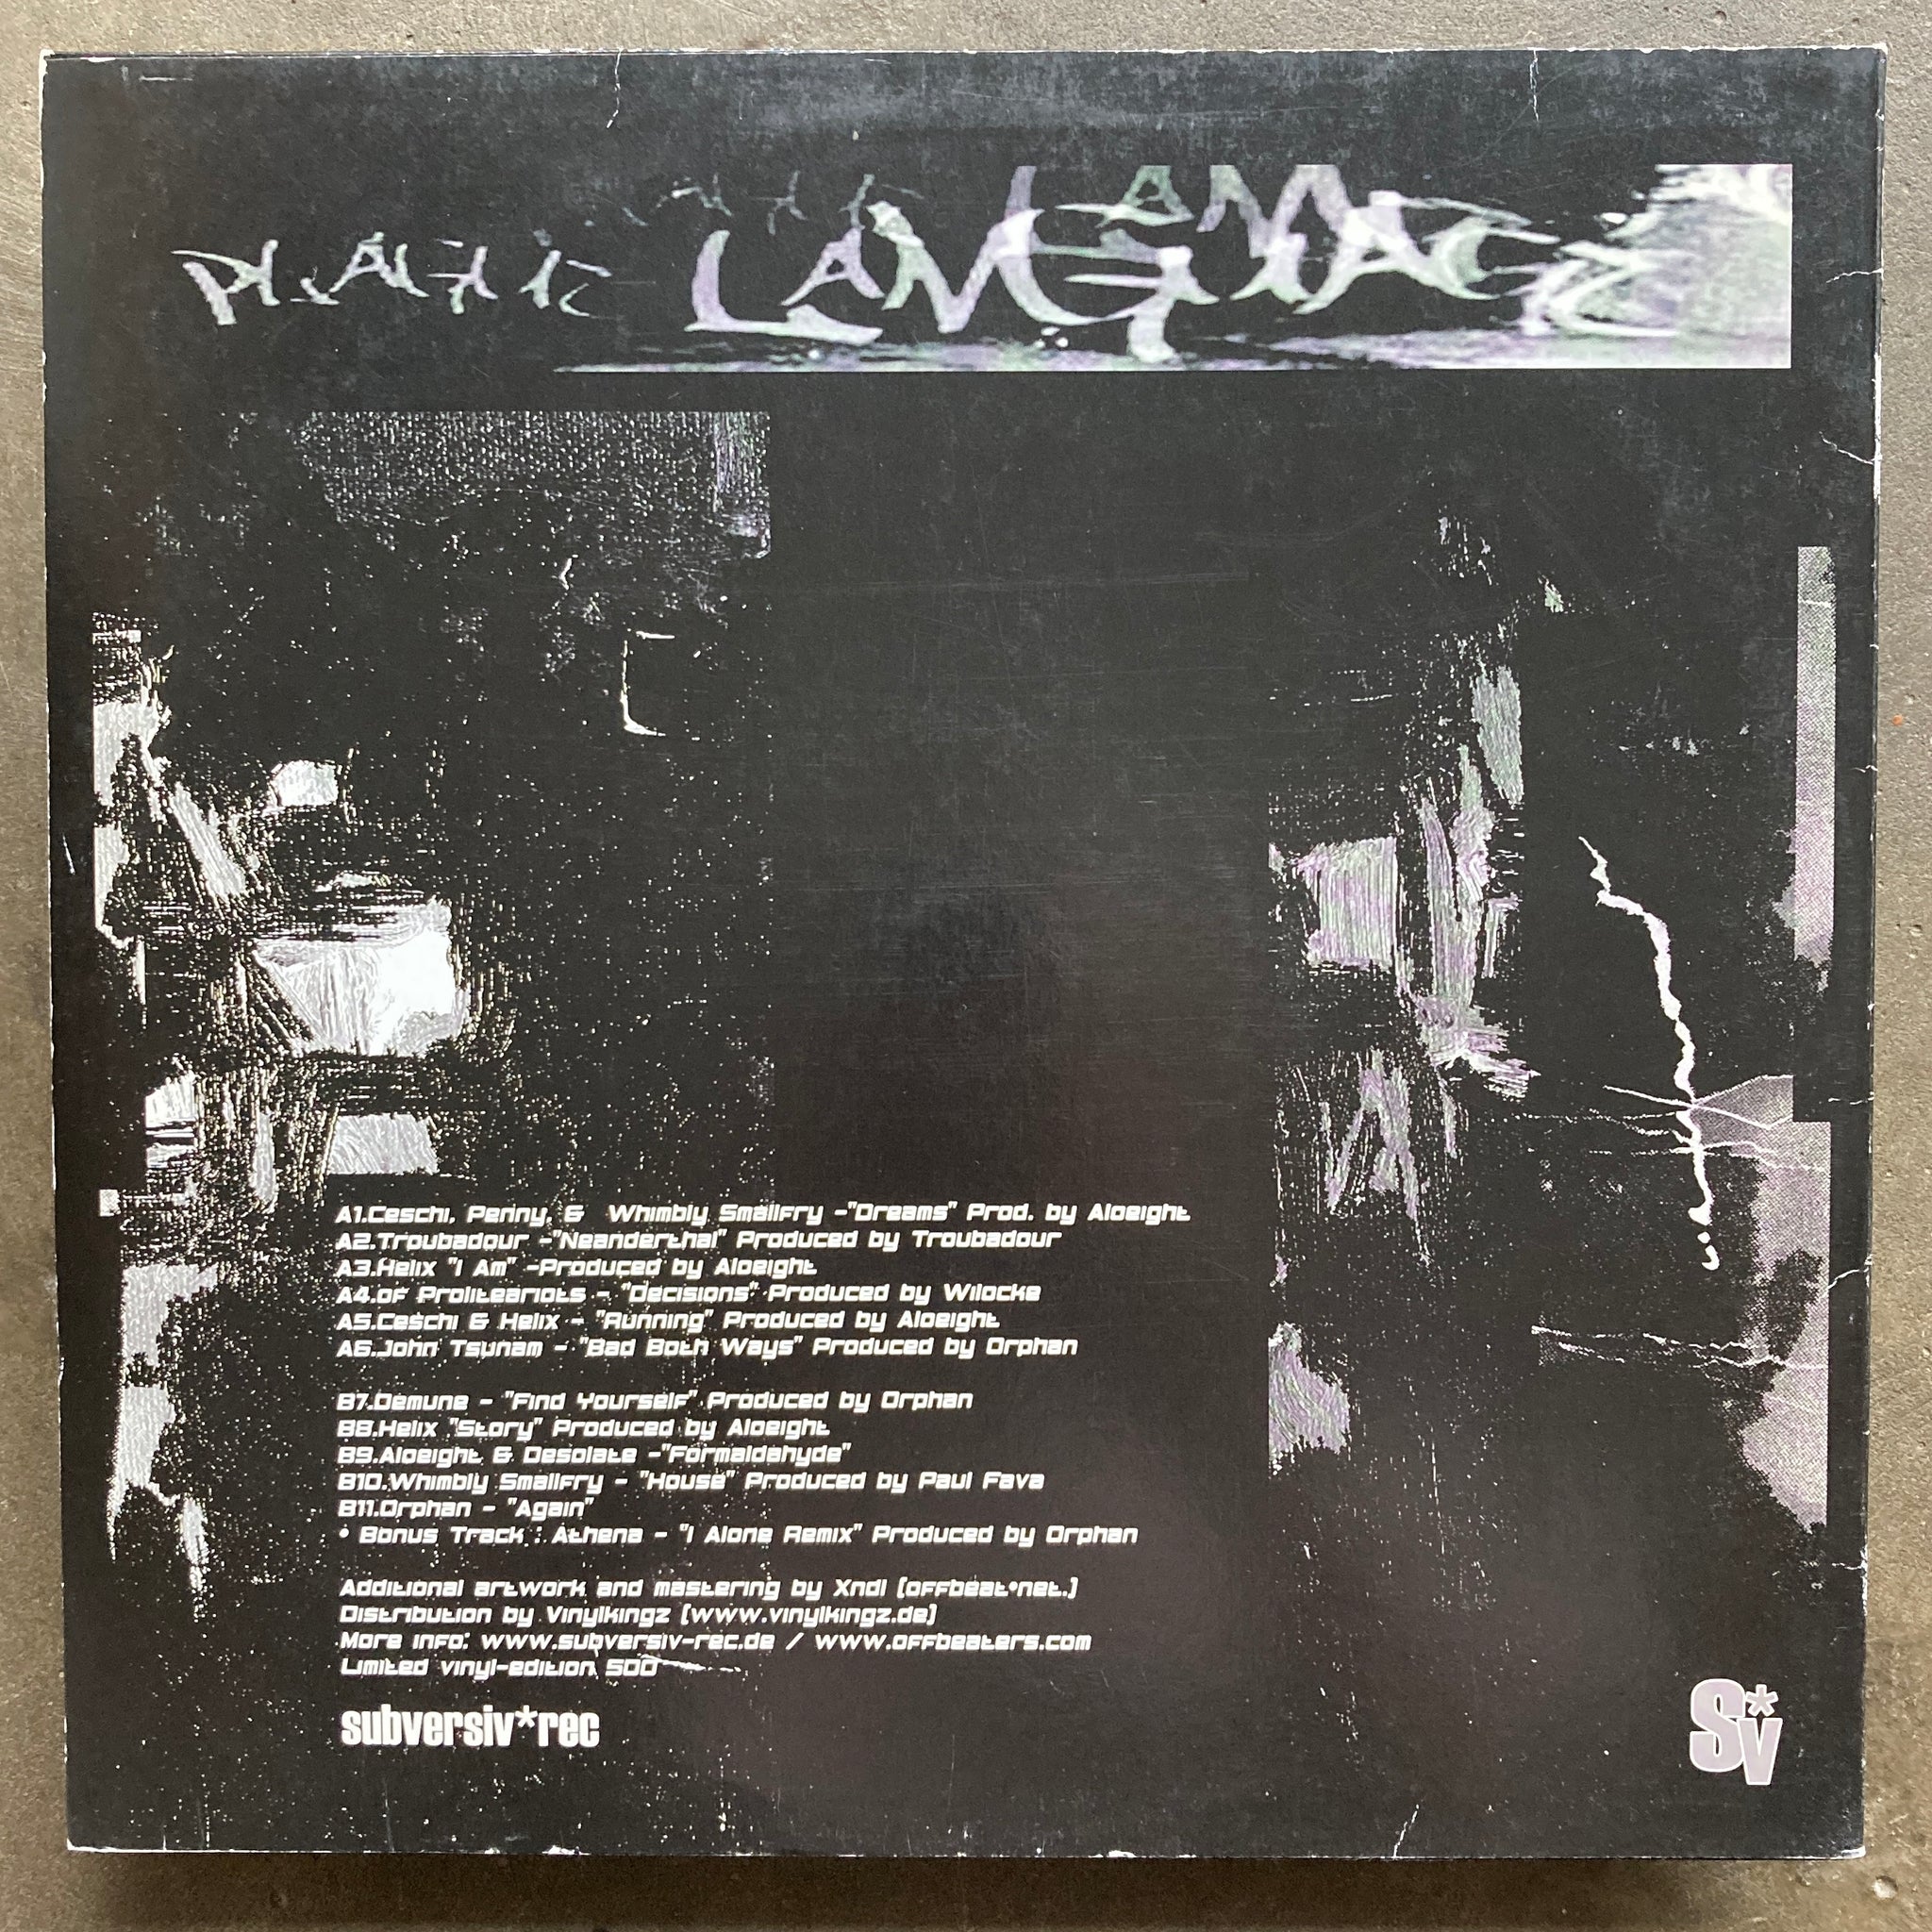 PLAGUE LANGUAGE
A1.Ceschi, Penny, & Whimbly Smallfry -"Dreams" Prod. by Aloeight
A2.Troubadour -"Neanderthal" Produced by Troubadour
A3.Helix "I Am" -Produced by Aloeight
A4.of Proliteariots - "Decisions" Produced by Wilocke
A5.Ceschi & Helix - "Running" Produced by Aloeight
A6.John Tsunam - "Bad Both Ways" Produced by Orphan
B7.Demune - "Find Yourself" Produced by Orphan
B8.Helix "Story" Produced by Aloeight
B9.Aloeight & Desolate -"Formaldahyde"
B10.Whimbly Smallfry - "House" Produced by Paul Fava
B11.Orphan - "Again"
• Bonus Track : Athena - "I Alone Remix" Produced by Orphan
Additional artwork and mastering by Xndl [offbeat•net.]
Distribution by Vinylkingz [www.vinylkingz.de]
More info: www.subversiv-rec.de / www.offbeaters.com
Limited vinyl-edition 500
subversiv*rec
S*V